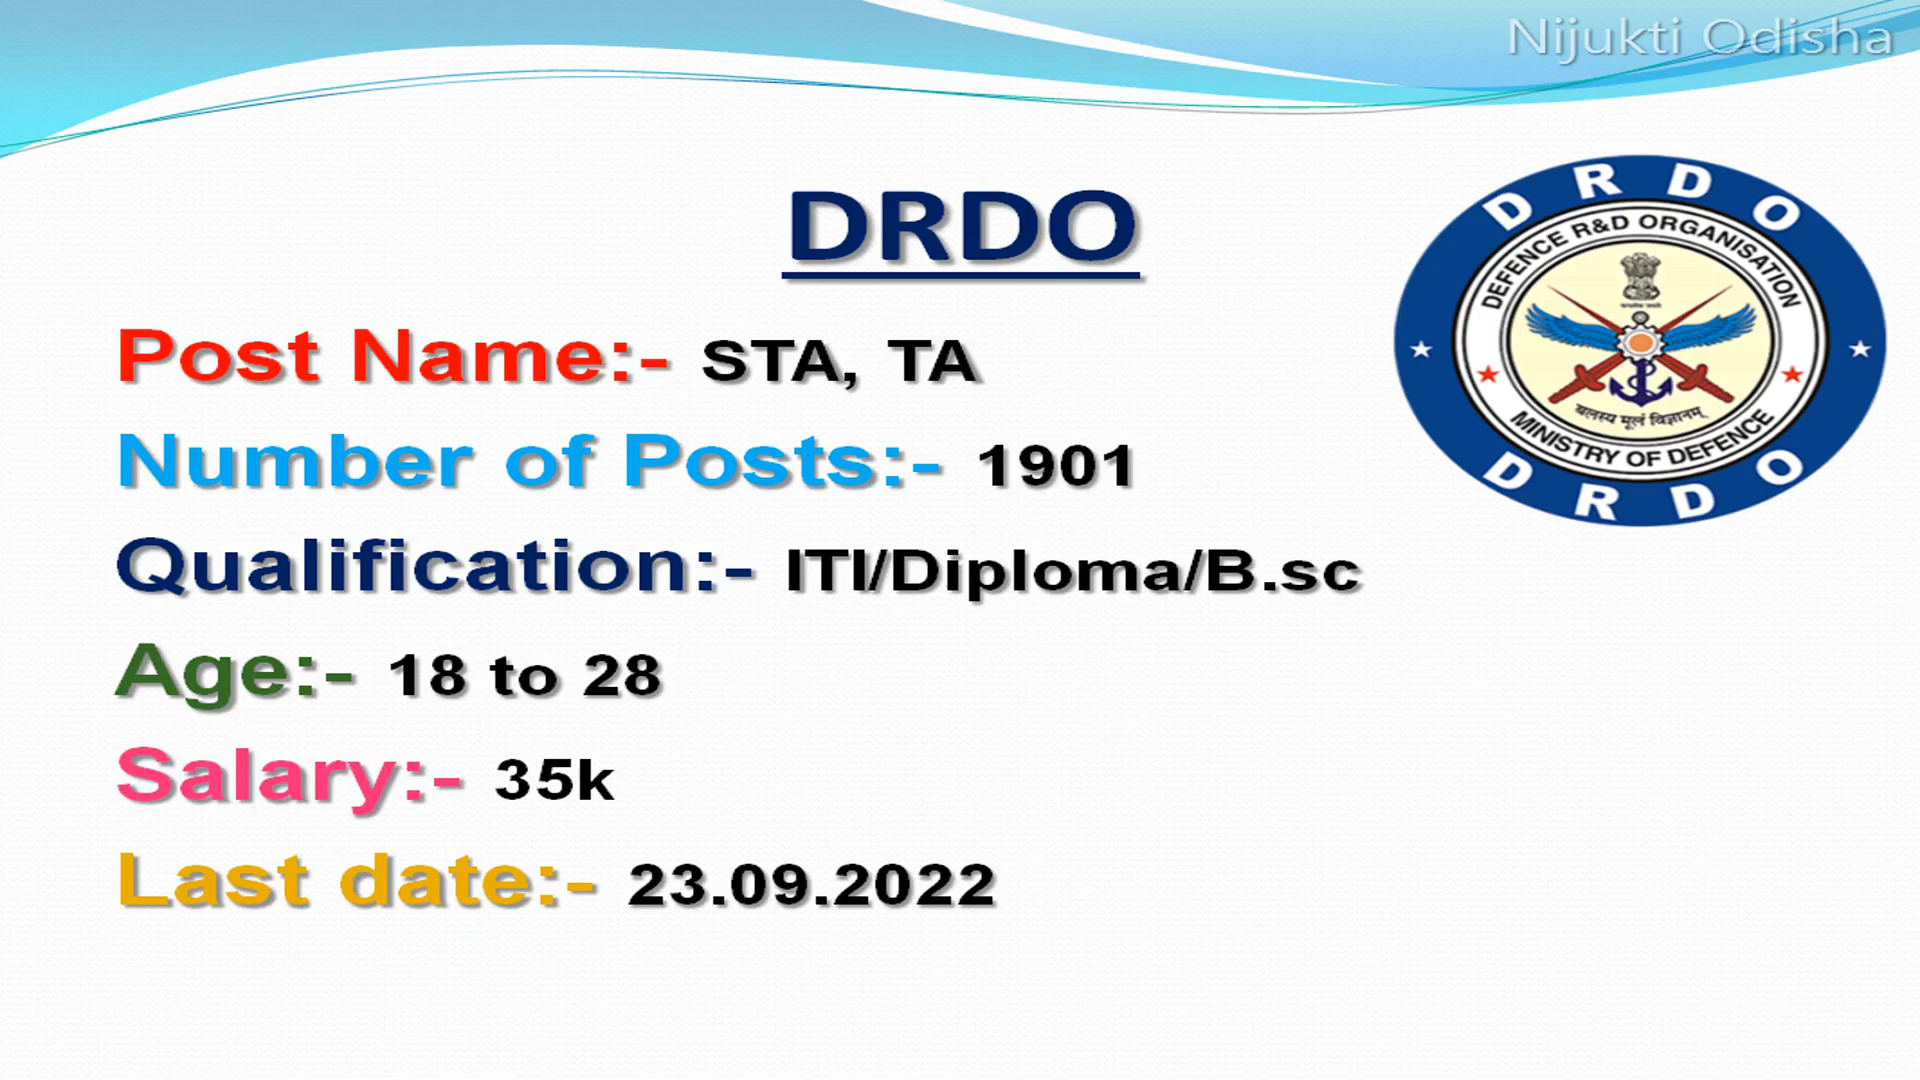 Nijukti Odisha
DRDO
Post Name:- STA, TA
Number of Posts:- 1901
Qualification:- ITI/Diploma/B.sc
Age:- 18 to 28
Salary:- 35k
Last date:- 23.09.2022
DRDO
DEFENCE R&D ORGANISATION
बलस्य मूलं विज्ञानम्
MINISTRY OF DEFENCE
DRDO